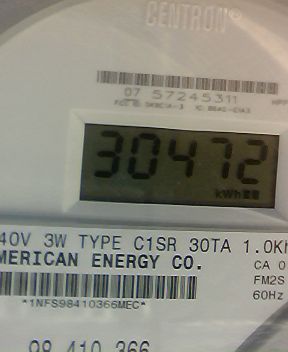 CENTRON®
07 57245311
30472
kWh
40V 3W TYPE C1SR 30TA 1.0Kh
MERICAN ENERGY CO.
CA 0
FM2S
60Hz
*1NFS98410366MEC*
98 410 366